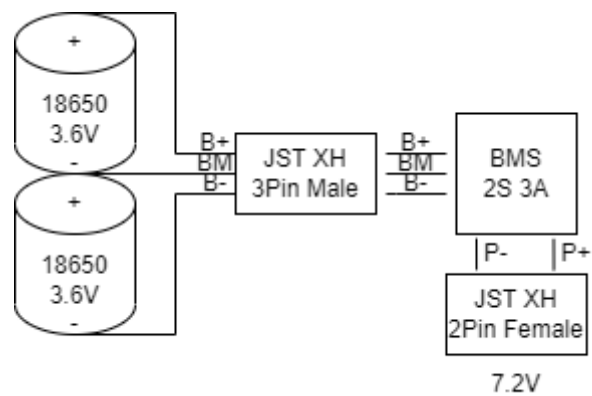 +
18650
3.6V
-
+
18650
3.6V
-
B+
BM
B-
JST XH
3Pin Male
B+
BM
B-
BMS
2S 3A
P-
P+
JST XH
2Pin Female
7.2V